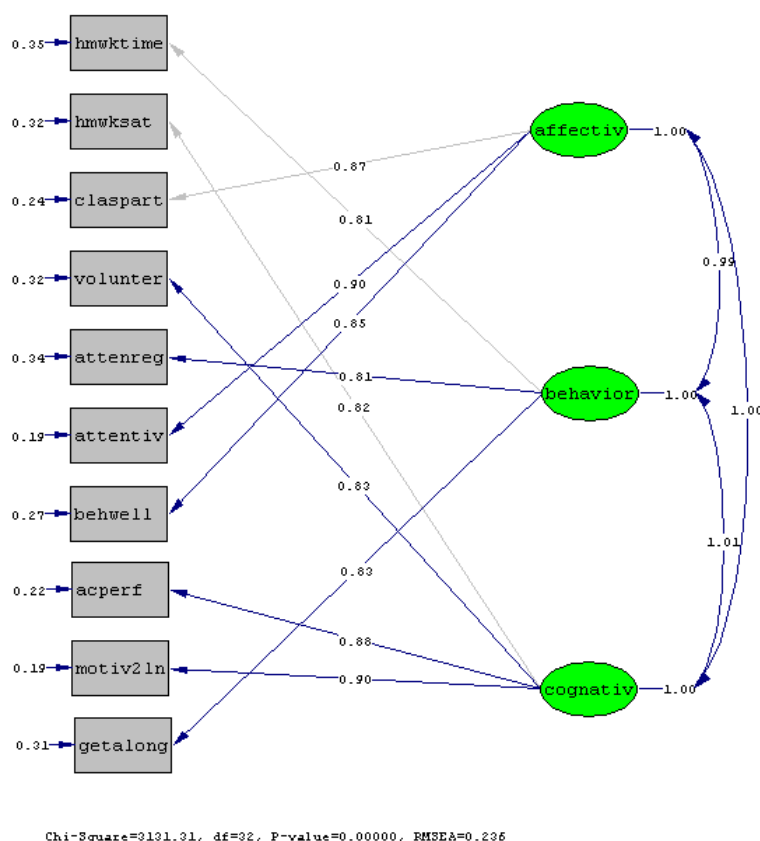 0.35 hmwktime
0.32 hmwksat
affectiv 1.00
0.87
0.24 claspart
0.81
0.99
0.32 volunter
0.90
0.85
0.34 attenreg
0.81
behavior 1.00
1.00
0.82
0.19 attentiv
0.83
0.27 behwell
1.01
0.83
0.22 acperf
0.88
0.19 motiv2ln
0.90
cognativ 1.00
0.31 getalong
Chi-Square=3131.31, df=32, P-value=0.00000, RMSEA=0.236